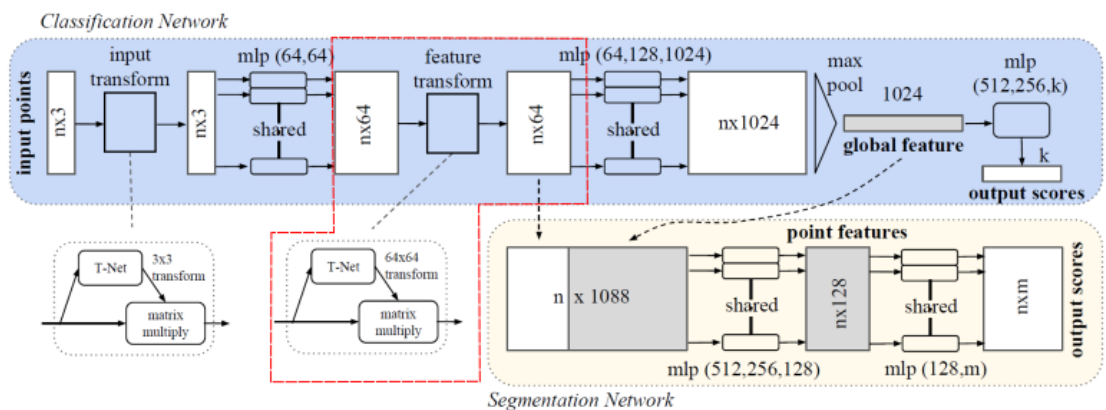 Classification Network
input points
nx3
input
transform
nx3
mlp (64,64)
shared
nx64
feature
transform
nx64
mlp (64,128,1024)
shared
nx1024
max
pool
1024
global feature
mlp
(512,256,k)
k
output scores
T-Net
3x3
transform
matrix
multiply
T-Net
64x64
transform
matrix
multiply
point features
n x 1088
shared
mlp (512,256,128)
nx128
shared
mlp (128,m)
nxm
output scores
Segmentation Network